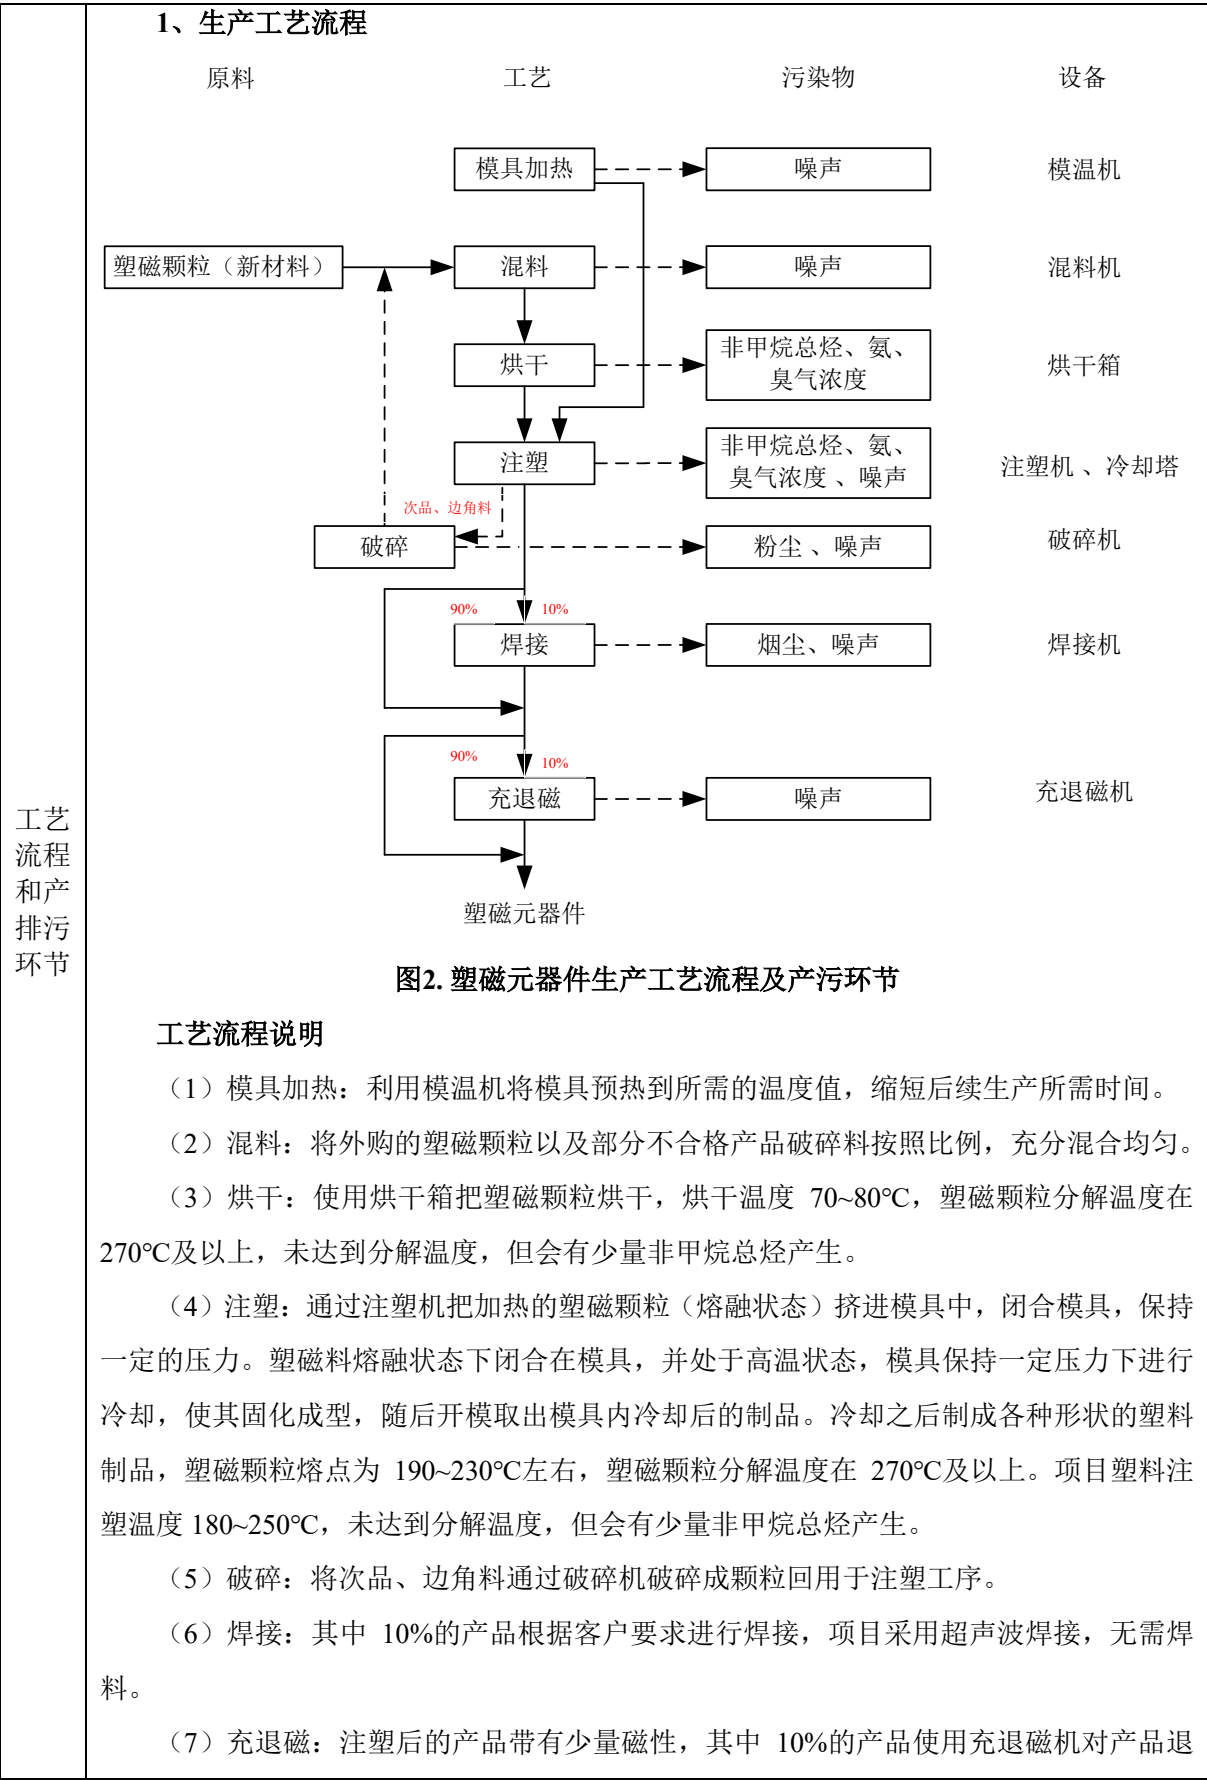 1、生产工艺流程
原料 工艺 污染物 设备
模具加热 噪声 模温机
塑磁颗粒（新材料） 混料 噪声 混料机
烘干 非甲烷总烃、氨、
臭气浓度 烘干箱
注塑 非甲烷总烃、氨、
臭气浓度 、噪声 注塑机 、冷却塔
次品、边角料
破碎 粉尘 、噪声 破碎机
90% 10%
焊接 烟尘、噪声 焊接机
90% 10%
充退磁 噪声 充退磁机
塑磁元器件
工艺
流程
和产
排污
环节
图2. 塑磁元器件生产工艺流程及产污环节
工艺流程说明
（1）模具加热：利用模温机将模具预热到所需的温度值，缩短后续生产所需时间。
（2）混料：将外购的塑磁颗粒以及部分不合格产品破碎料按照比例，充分混合均匀。
（3）烘干：使用烘干箱把塑磁颗粒烘干，烘干温度 70~80℃，塑磁颗粒分解温度在
270℃及以上，未达到分解温度，但会有少量非甲烷总烃产生。
（4）注塑：通过注塑机把加热的塑磁颗粒（熔融状态）挤进模具中，闭合模具，保持
一定的压力。塑磁料熔融状态下闭合在模具，并处于高温状态，模具保持一定压力下进行
冷却，使其固化成型，随后开模取出模具内冷却后的制品。冷却之后制成各种形状的塑料
制品，塑磁颗粒熔点为 190~230℃左右，塑磁颗粒分解温度在 270℃及以上。项目塑料注
塑温度 180~250℃，未达到分解温度，但会有少量非甲烷总烃产生。
（5）破碎：将次品、边角料通过破碎机破碎成颗粒回用于注塑工序。
（6）焊接：其中 10%的产品根据客户要求进行焊接，项目采用超声波焊接，无需焊
料。
（7）充退磁：注塑后的产品带有少量磁性，其中 10%的产品使用充退磁机对产品退